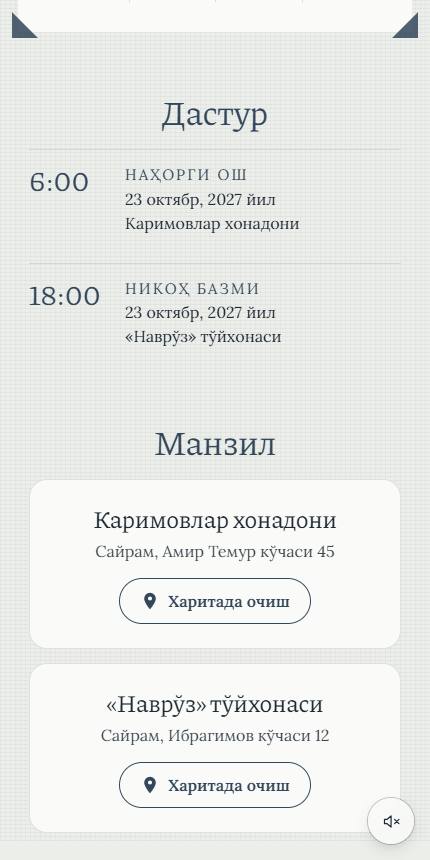 Дастур
6:00
НАҲОРГИ ОШ
23 октябр, 2027 йил
Каримовлар хонадони
18:00
НИКОҲ БАЗМИ
23 октябр, 2027 йил
«Наврўз» тўйхонаси
Манзил
Каримовлар хонадони
Сайрам, Амир Темур кўчаси 45
Харитада очиш
«Наврўз» тўйхонаси
Сайрам, Ибрагимов кўчаси 12
Харитада очиш